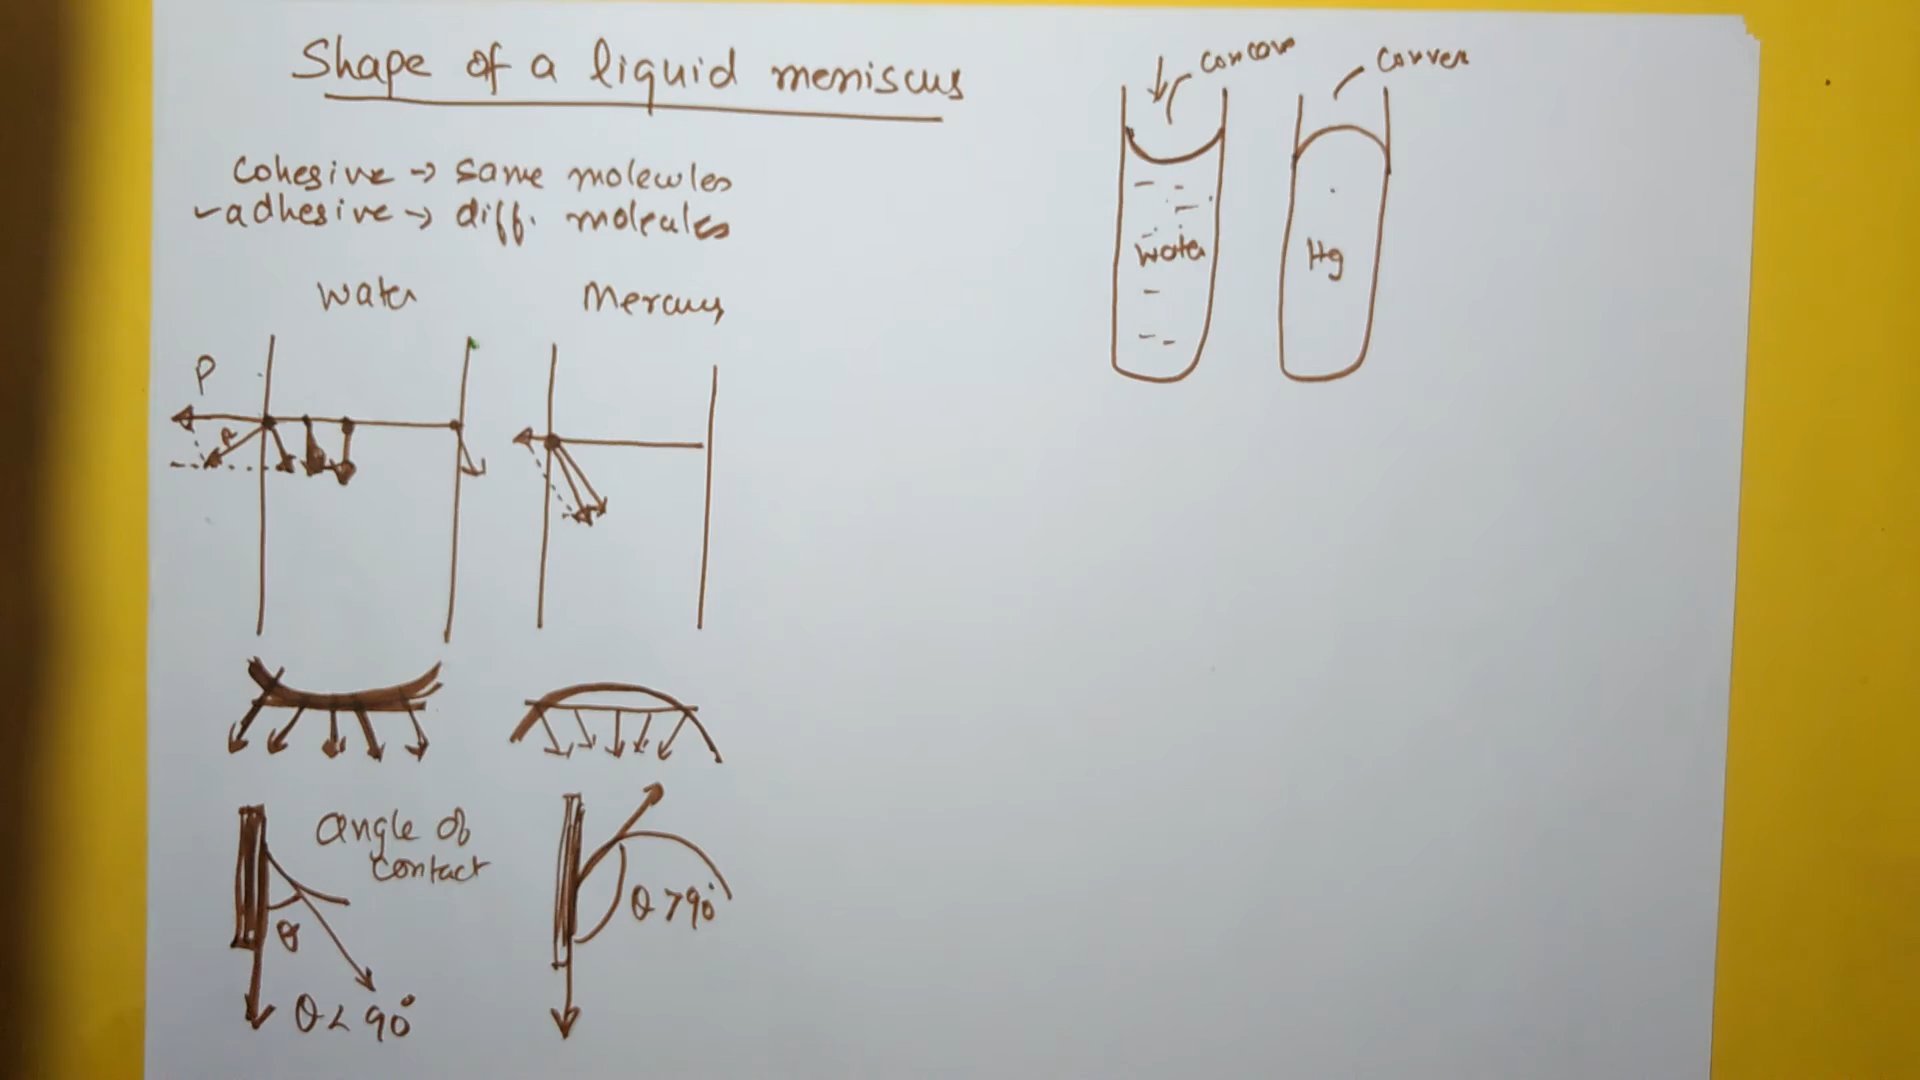 Shape of a liquid meniscus
Cohesive → same molecules
✓adhesive → diff. molecules
Water
Mercury
P
R
angle of
contact
θ
θ < 90°
θ > 90°
Concave
Convex
Water
Hg